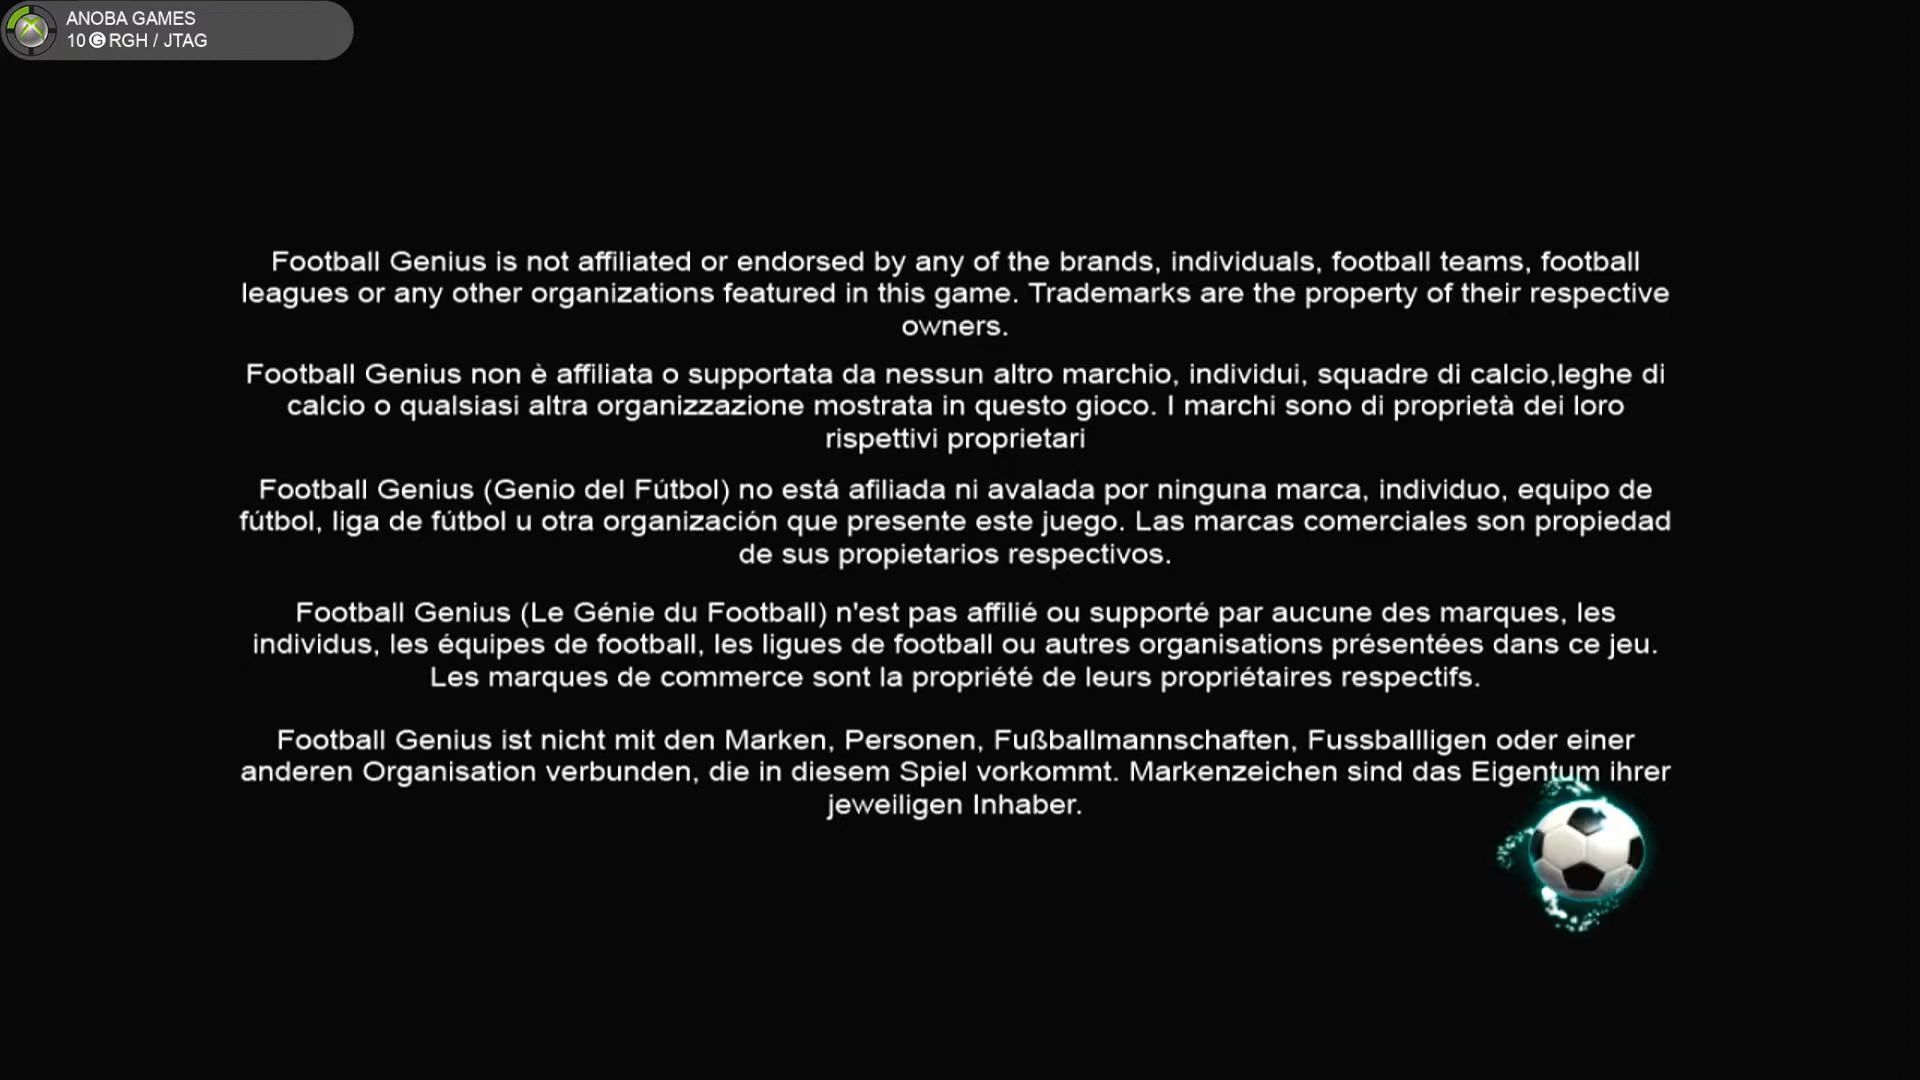 ANOBA GAMES
10 G RGH / JTAG
Football Genius is not affiliated or endorsed by any of the brands, individuals, football teams, football
leagues or any other organizations featured in this game. Trademarks are the property of their respective
owners.
Football Genius non è affiliata o supportata da nessun altro marchio, individui, squadre di calcio,leghe di
calcio o qualsiasi altra organizzazione mostrata in questo gioco. I marchi sono di proprietà dei loro
rispettivi proprietari
Football Genius (Genio del Fútbol) no está afiliada ni avalada por ninguna marca, individuo, equipo de
fútbol, liga de fútbol u otra organización que presente este juego. Las marcas comerciales son propiedad
de sus propietarios respectivos.
Football Genius (Le Génie du Football) n'est pas affilié ou supporté par aucune des marques, les
individus, les équipes de football, les ligues de football ou autres organisations présentées dans ce jeu.
Les marques de commerce sont la propriété de leurs propriétaires respectifs.
Football Genius ist nicht mit den Marken, Personen, Fußballmannschaften, Fussballligen oder einer
anderen Organisation verbunden, die in diesem Spiel vorkommt. Markenzeichen sind das Eigentum ihrer
jeweiligen Inhaber.